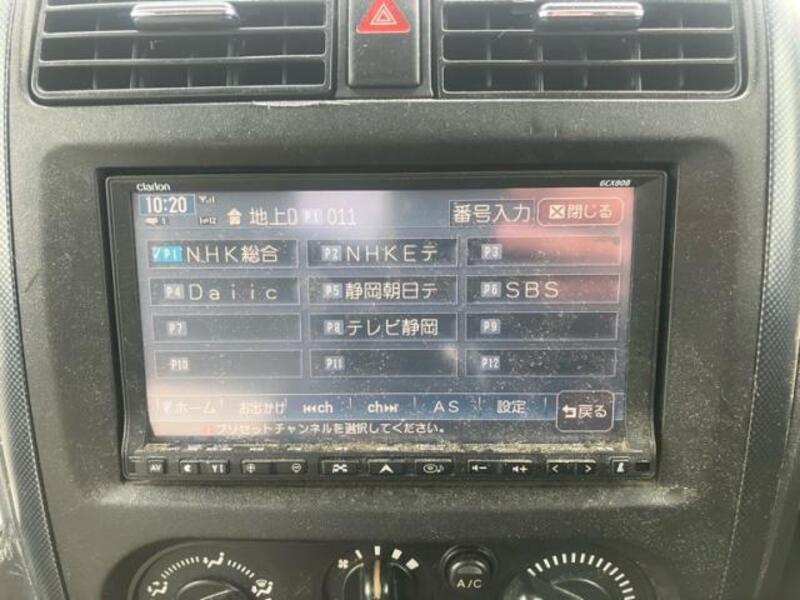 clarion GCX808
10:20 地上D P1 011 番号入力 閉じる
P1 NHK総合 P2 NHKEテ P3
P4 Daiic P5 静岡朝日テ P6 SBS
P7 P8 テレビ静岡 P9
P10 P11 P12
ホーム お出かけ ch ch AS 設定 戻る
プリセットチャンネルを選択してください。
AV
A/C